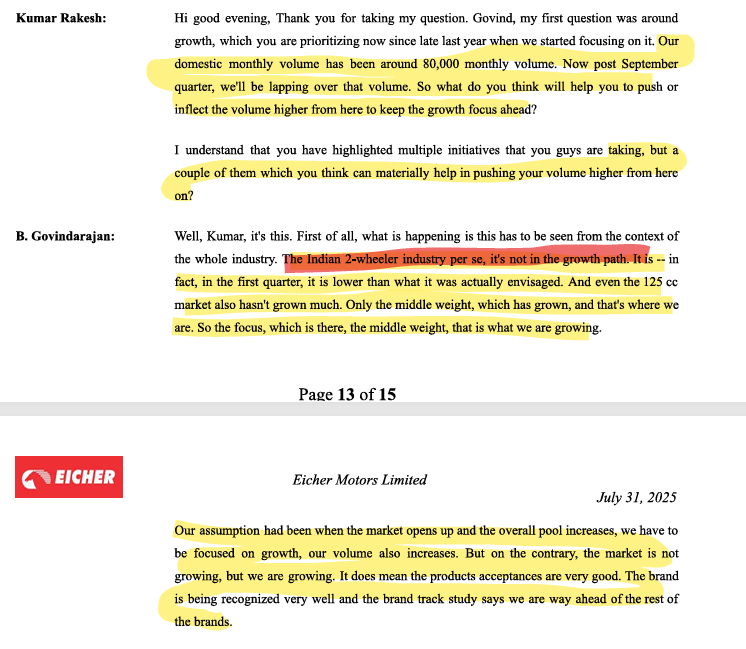 Kumar Rakesh:
Hi good evening, Thank you for taking my question. Govind, my first question was around
growth, which you are prioritizing now since late last year when we started focusing on it. Our
domestic monthly volume has been around 80,000 monthly volume. Now post September
quarter, we'll be lapping over that volume. So what do you think will help you to push or
inflect the volume higher from here to keep the growth focus ahead?
I understand that you have highlighted multiple initiatives that you guys are taking, but a
couple of them which you think can materially help in pushing your volume higher from here
on?
B. Govindarajan:
Well, Kumar, it's this. First of all, what is happening is this has to be seen from the context of
the whole industry. The Indian 2-wheeler industry per se, it's not in the growth path. It is -- in
fact, in the first quarter, it is lower than what it was actually envisaged. And even the 125 cc
market also hasn't grown much. Only the middle weight, which has grown, and that's where we
are. So the focus, which is there, the middle weight, that is what we are growing.
Page 13 of 15
EICHER
Eicher Motors Limited
July 31, 2025
Our assumption had been when the market opens up and the overall pool increases, we have to
be focused on growth, our volume also increases. But on the contrary, the market is not
growing, but we are growing. It does mean the products acceptances are very good. The brand
is being recognized very well and the brand track study says we are way ahead of the rest of
the brands.